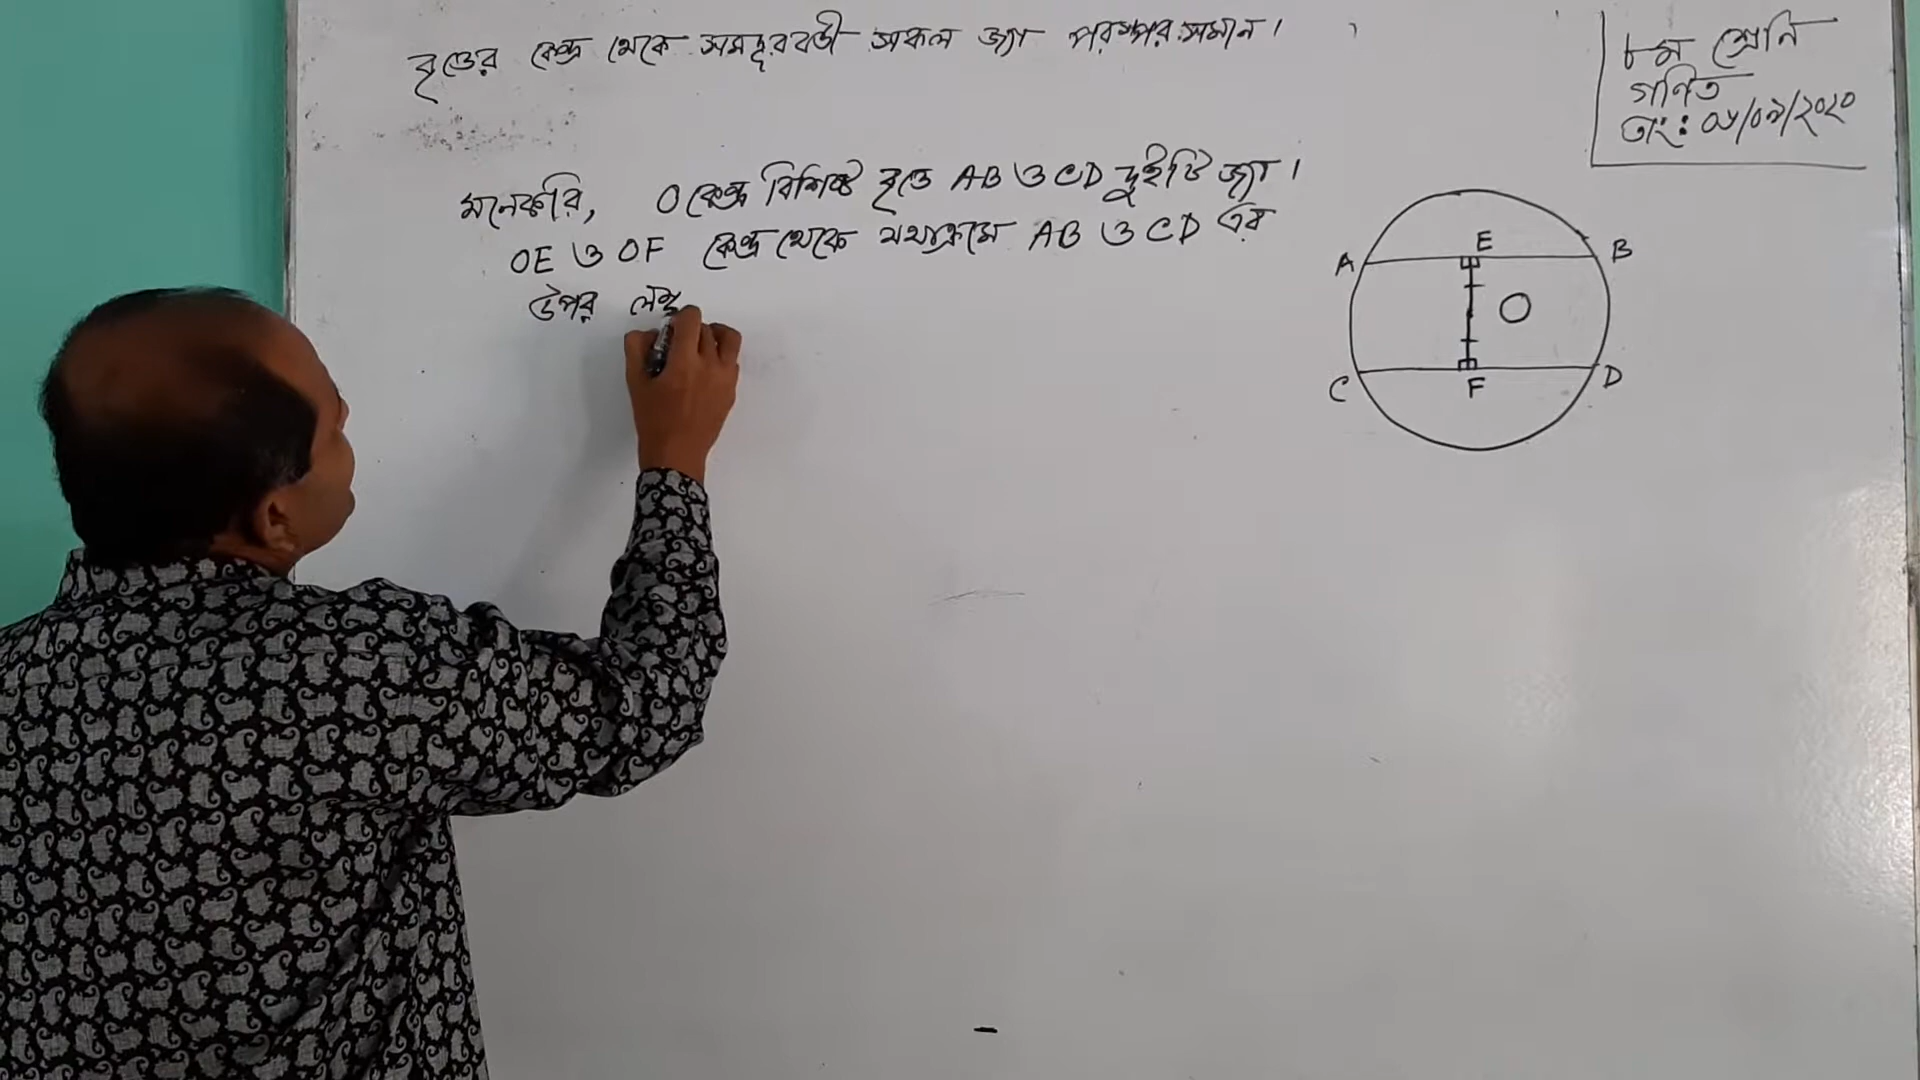 বৃত্তের কেন্দ্র থেকে সমদূরবর্তী সকল জ্যা পরস্পর সমান।
৮ম শ্রেনি
গণিত
তাং: ০৮/০৯/২০২০
মনেকরি, O কেন্দ্র বিশিষ্ট বৃত্তে AB ও CD দুইটি জ্যা।
OE ও OF কেন্দ্র থেকে যথাক্রমে AB ও CD এর
উপর লম্ব
A E B
O
C F D